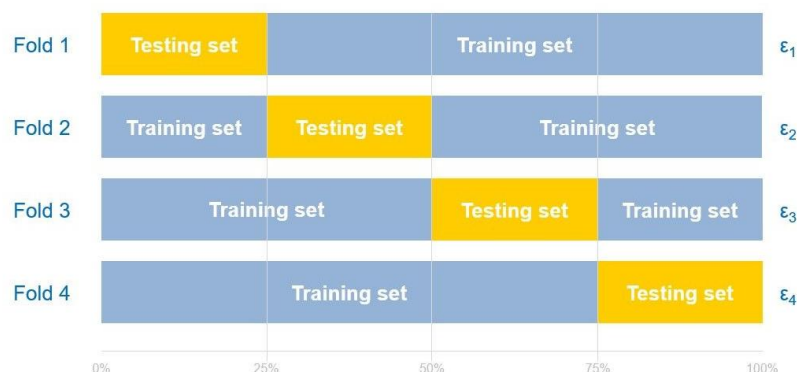 Fold 1 Testing set Training set ε1
Fold 2 Training set Testing set Training set ε2
Fold 3 Training set Testing set Training set ε3
Fold 4 Training set Testing set ε4
0% 25% 50% 75% 100%